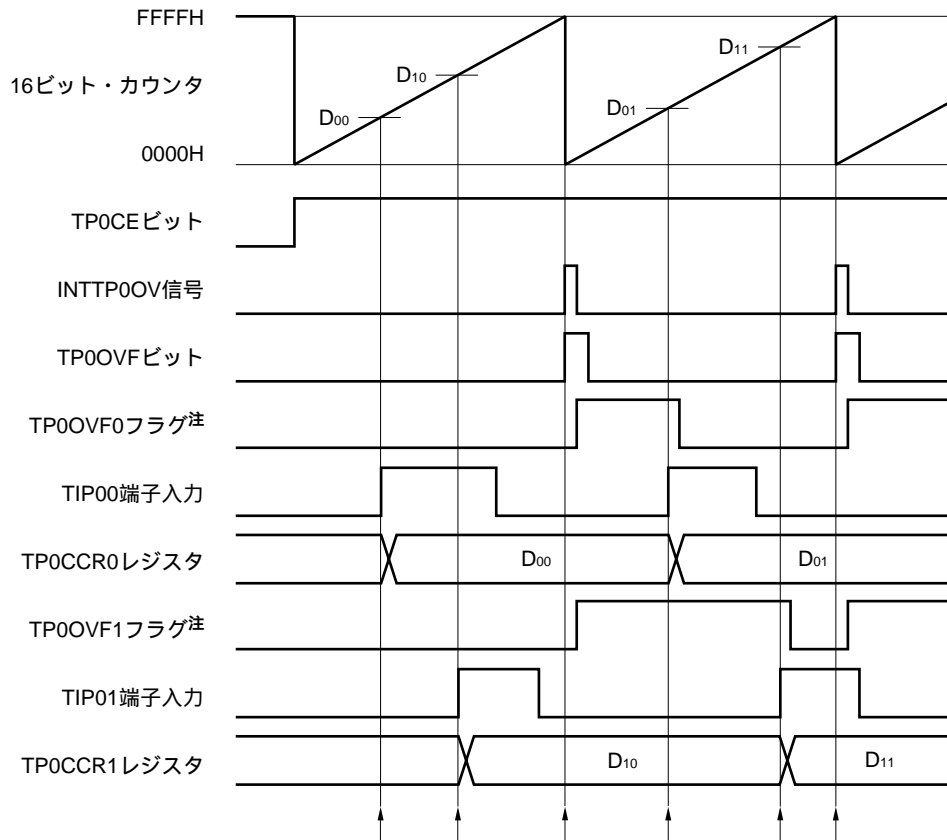 FFFFH
16ビット・カウンタ
0000H
D00
D10
D01
D11
TP0CEビット
INTTP0OV信号
TP0OVFビット
TP0OVF0フラグ注
TIP00端子入力
TP0CCR0レジスタ
D00
D01
TP0OVF1フラグ注
TIP01端子入力
TP0CCR1レジスタ
D10
D11